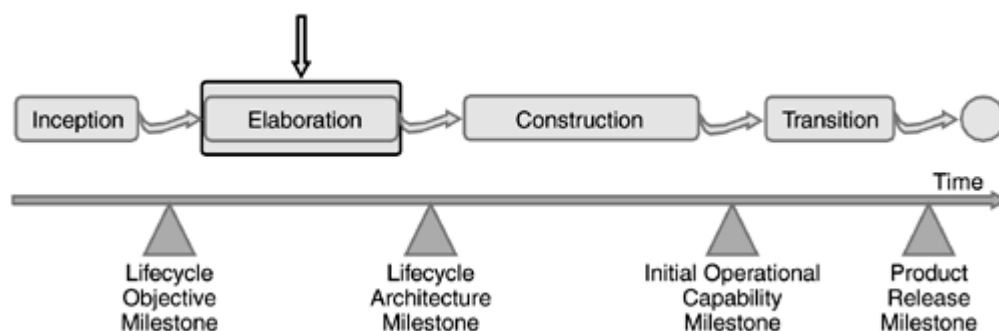 Inception
Elaboration
Construction
Transition
Time
Lifecycle
Objective
Milestone
Lifecycle
Architecture
Milestone
Initial Operational
Capability
Milestone
Product
Release
Milestone